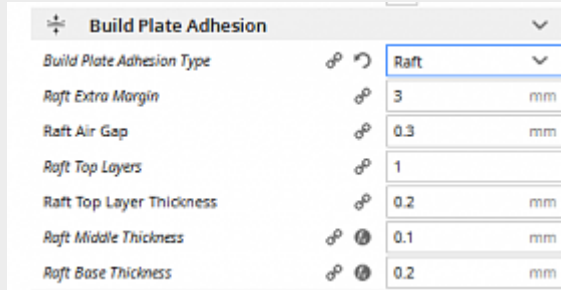 Build Plate Adhesion
Build Plate Adhesion Type Raft
Raft Extra Margin 3 mm
Raft Air Gap 0.3 mm
Raft Top Layers 1
Raft Top Layer Thickness 0.2 mm
Raft Middle Thickness 0.1 mm
Raft Base Thickness 0.2 mm